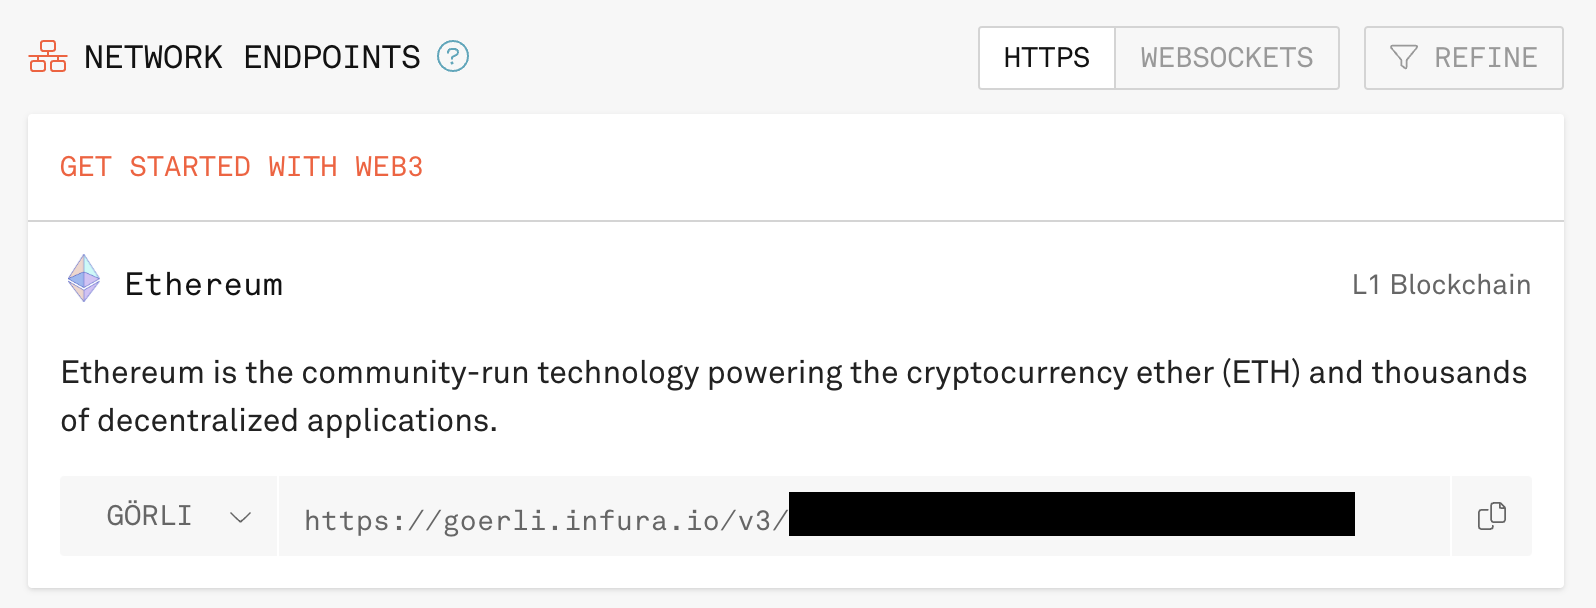 NETWORK ENDPOINTS ?
HTTPS
WEBSOCKETS
REFINE
GET STARTED WITH WEB3
Ethereum
L1 Blockchain
Ethereum is the community-run technology powering the cryptocurrency ether (ETH) and thousands
of decentralized applications.
GÖRLI
https://goerli.infura.io/v3/